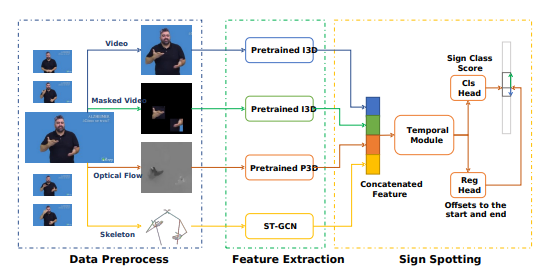 Video
Masked Video
Optical Flow
Skeleton
Pretrained I3D
Pretrained I3D
Pretrained P3D
ST-GCN
Concatenated
Feature
Temporal
Module
Sign Class
Score
Cls
Head
Reg
Head
Offsets to the
start and end
Data Preprocess
Feature Extraction
Sign Spotting